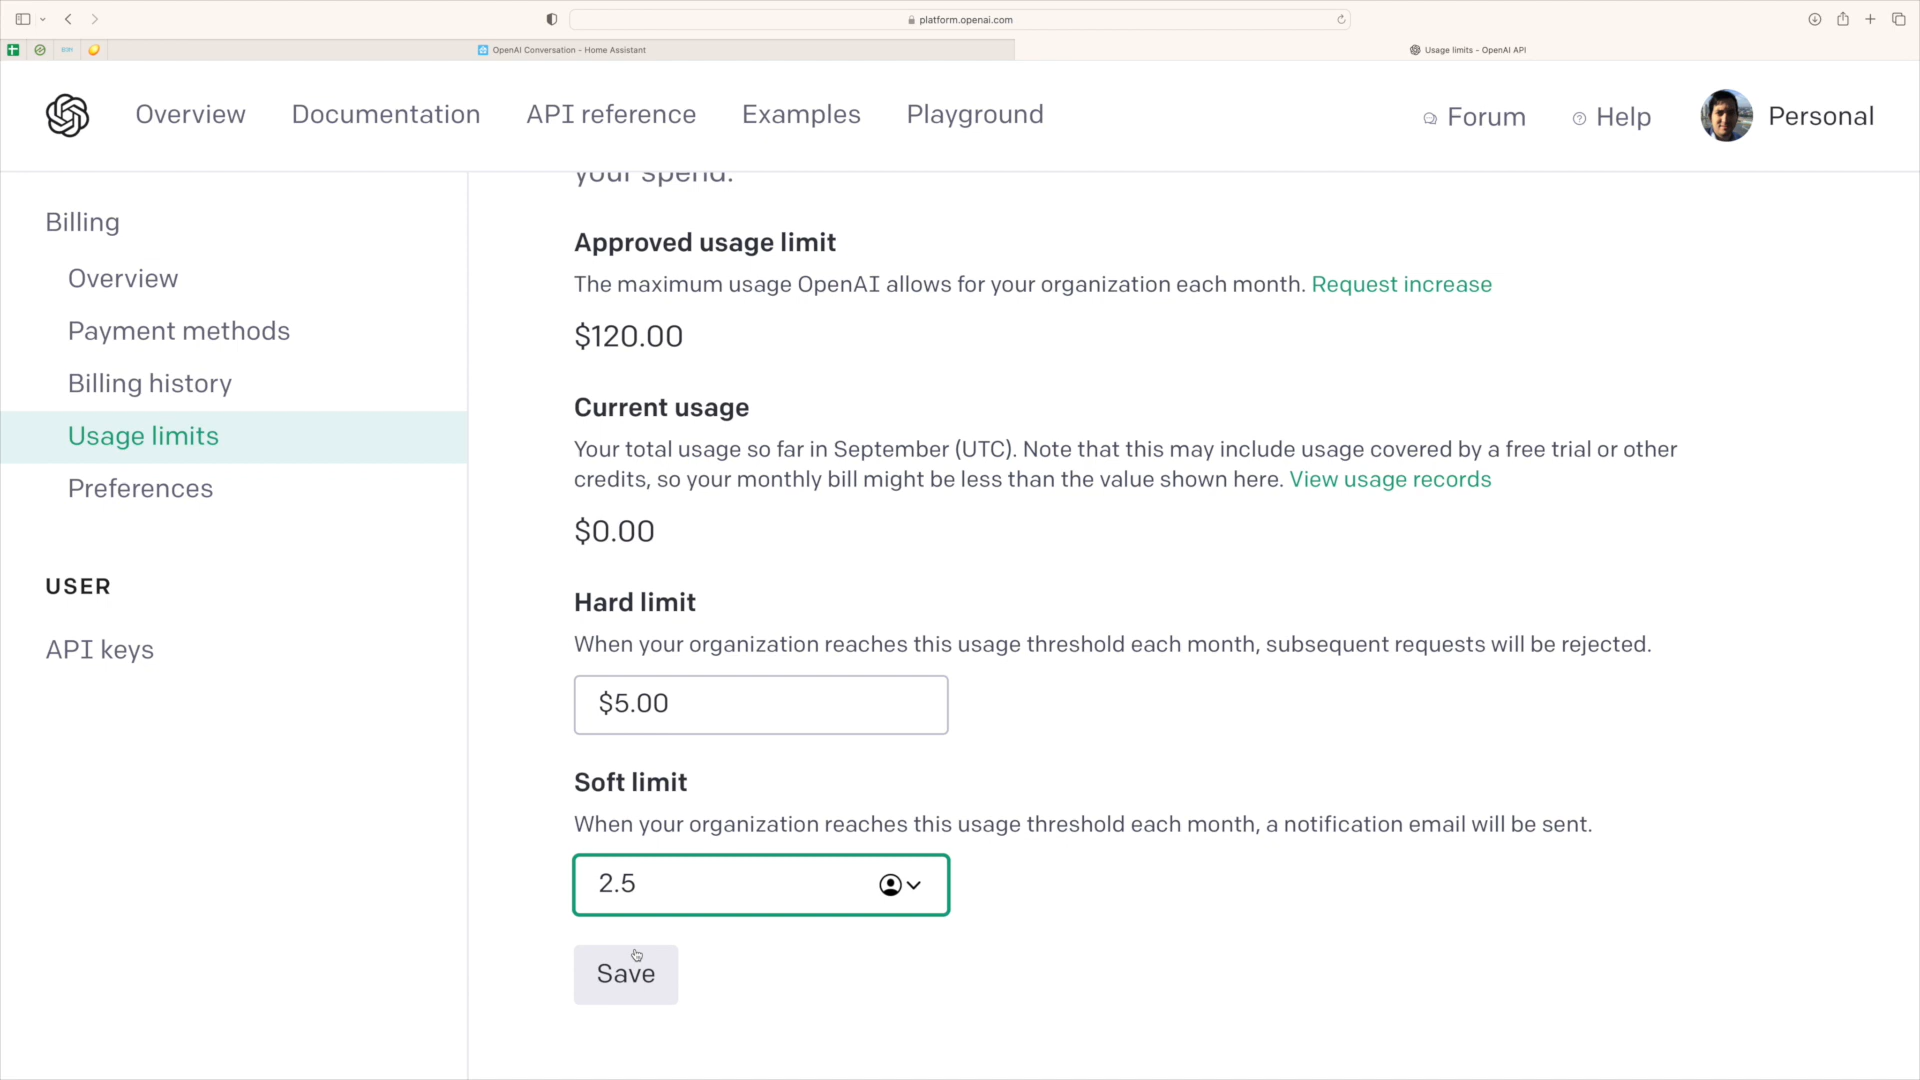 platform.openai.com
BIM
OpenAI Conversation - Home Assistant
Usage limits - OpenAI API
Overview
Documentation
API reference
Examples
Playground
Forum
Help
Personal
your spend.
Billing
Overview
Payment methods
Billing history
Usage limits
Preferences
USER
API keys
Approved usage limit
The maximum usage OpenAI allows for your organization each month. Request increase
$120.00
Current usage
Your total usage so far in September (UTC). Note that this may include usage covered by a free trial or other
credits, so your monthly bill might be less than the value shown here. View usage records
$0.00
Hard limit
When your organization reaches this usage threshold each month, subsequent requests will be rejected.
$5.00
Soft limit
When your organization reaches this usage threshold each month, a notification email will be sent.
2.5
Save